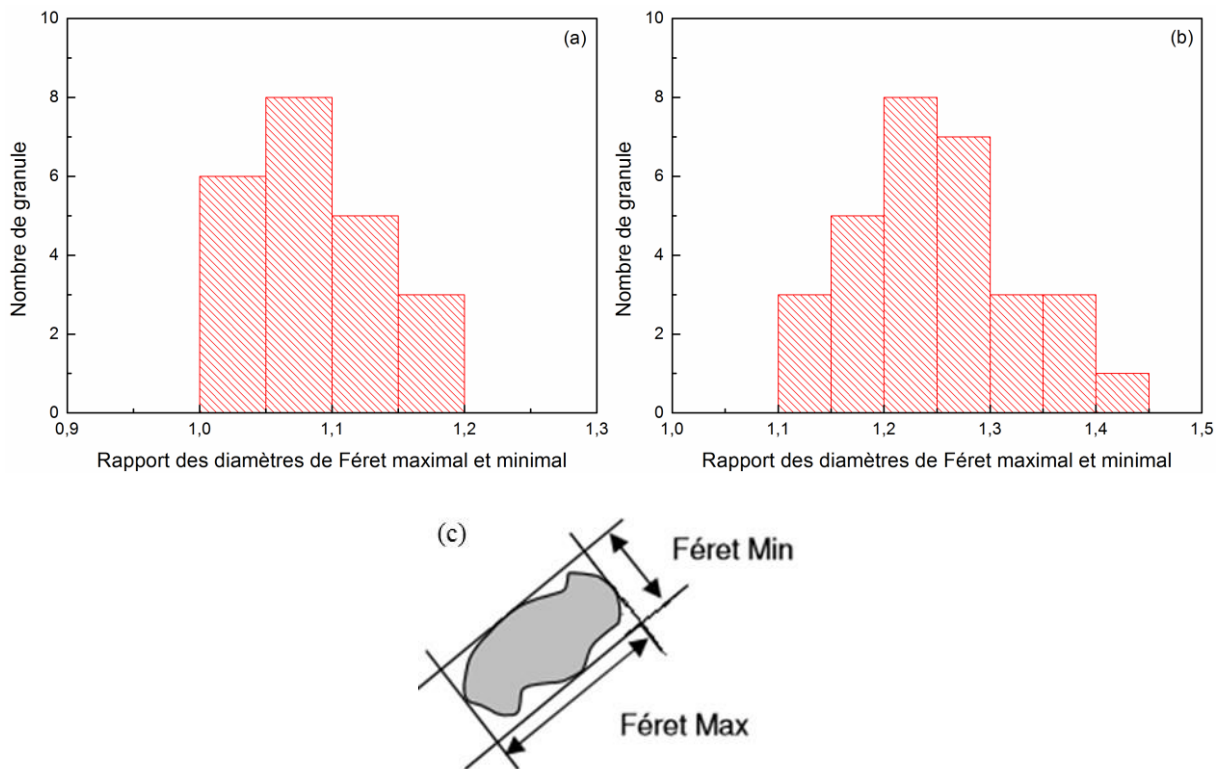 (a)
10
8
6
4
2
0
Nombre de granule
0,9 1,0 1,1 1,2 1,3
Rapport des diamètres de Féret maximal et minimal
(b)
10
8
6
4
2
0
Nombre de granule
1,0 1,1 1,2 1,3 1,4 1,5
Rapport des diamètres de Féret maximal et minimal
(c)
Féret Min
Féret Max